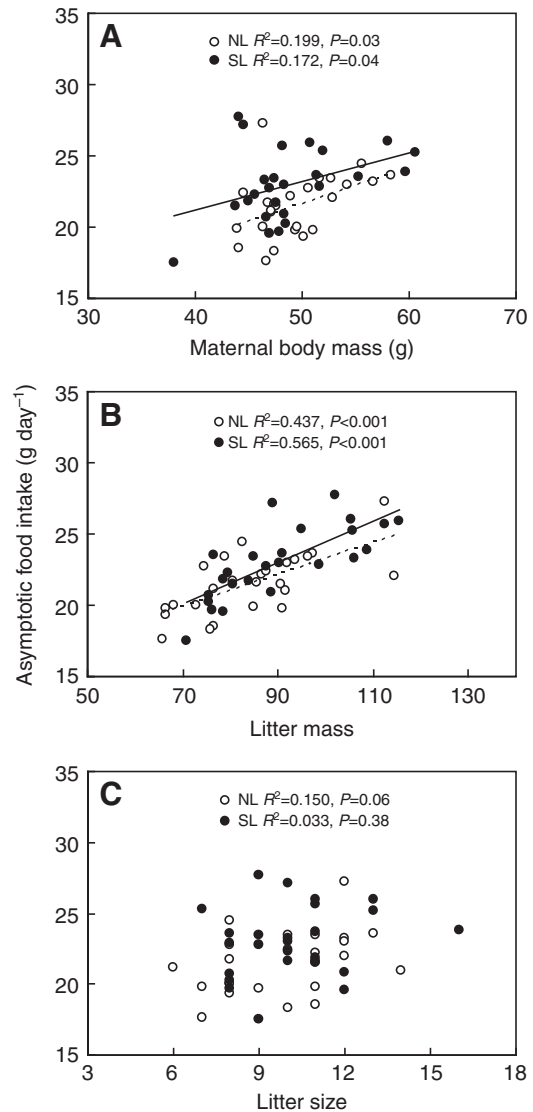 35
A
NL R²=0.199, P=0.03
SL R²=0.172, P=0.04
30
25
20
15
30 40 50 60 70
Maternal body mass (g)
Asymptotic food intake (g day⁻¹)
35
B
NL R²=0.437, P<0.001
SL R²=0.565, P<0.001
30
25
20
15
50 70 90 110 130
Litter mass
35
C
NL R²=0.150, P=0.06
SL R²=0.033, P=0.38
30
25
20
15
3 6 9 12 15 18
Litter size